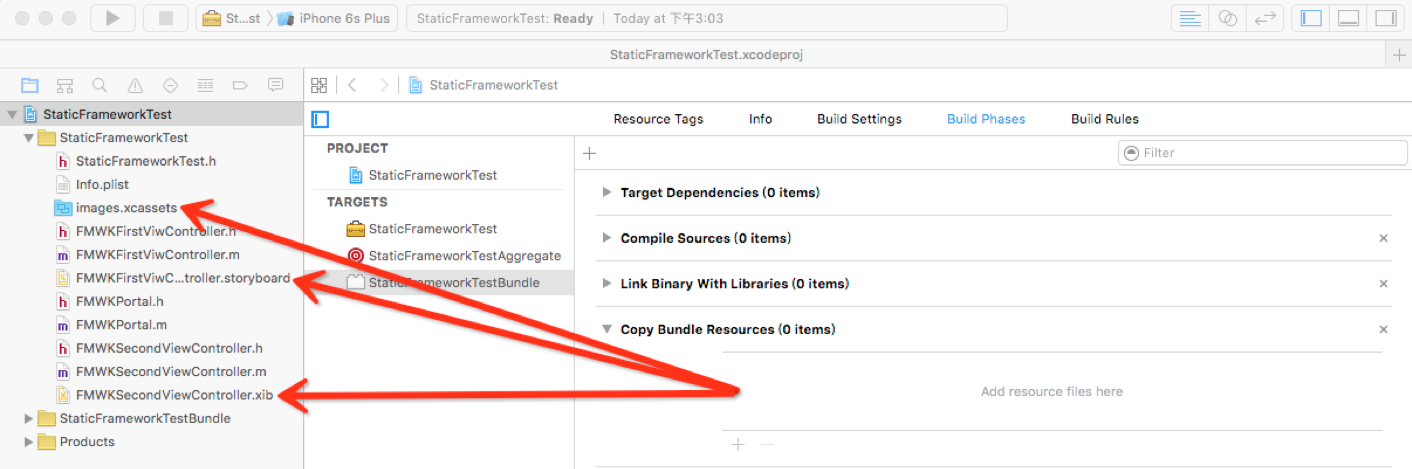 St...st
iPhone 6s Plus
StaticFrameworkTest: Ready | Today at 下午3:03
StaticFrameworkTest.xcodeproj
StaticFrameworkTest
StaticFrameworkTest
Resource Tags Info Build Settings Build Phases Build Rules
StaticFrameworkTest
StaticFrameworkTest.h
Info.plist
images.xcassets
FMWKFirstViwController.h
FMWKFirstViwController.m
FMWKFirstViwC...troller.storyboard
FMWKPortal.h
FMWKPortal.m
FMWKSecondViewController.h
FMWKSecondViewController.m
FMWKSecondViewController.xib
StaticFrameworkTestBundle
Products
PROJECT
StaticFrameworkTest
TARGETS
StaticFrameworkTest
StaticFrameworkTestAggregate
StaticFrameworkTestBundle
Filter
Target Dependencies (0 items)
Compile Sources (0 items)
Link Binary With Libraries (0 items)
Copy Bundle Resources (0 items)
Add resource files here